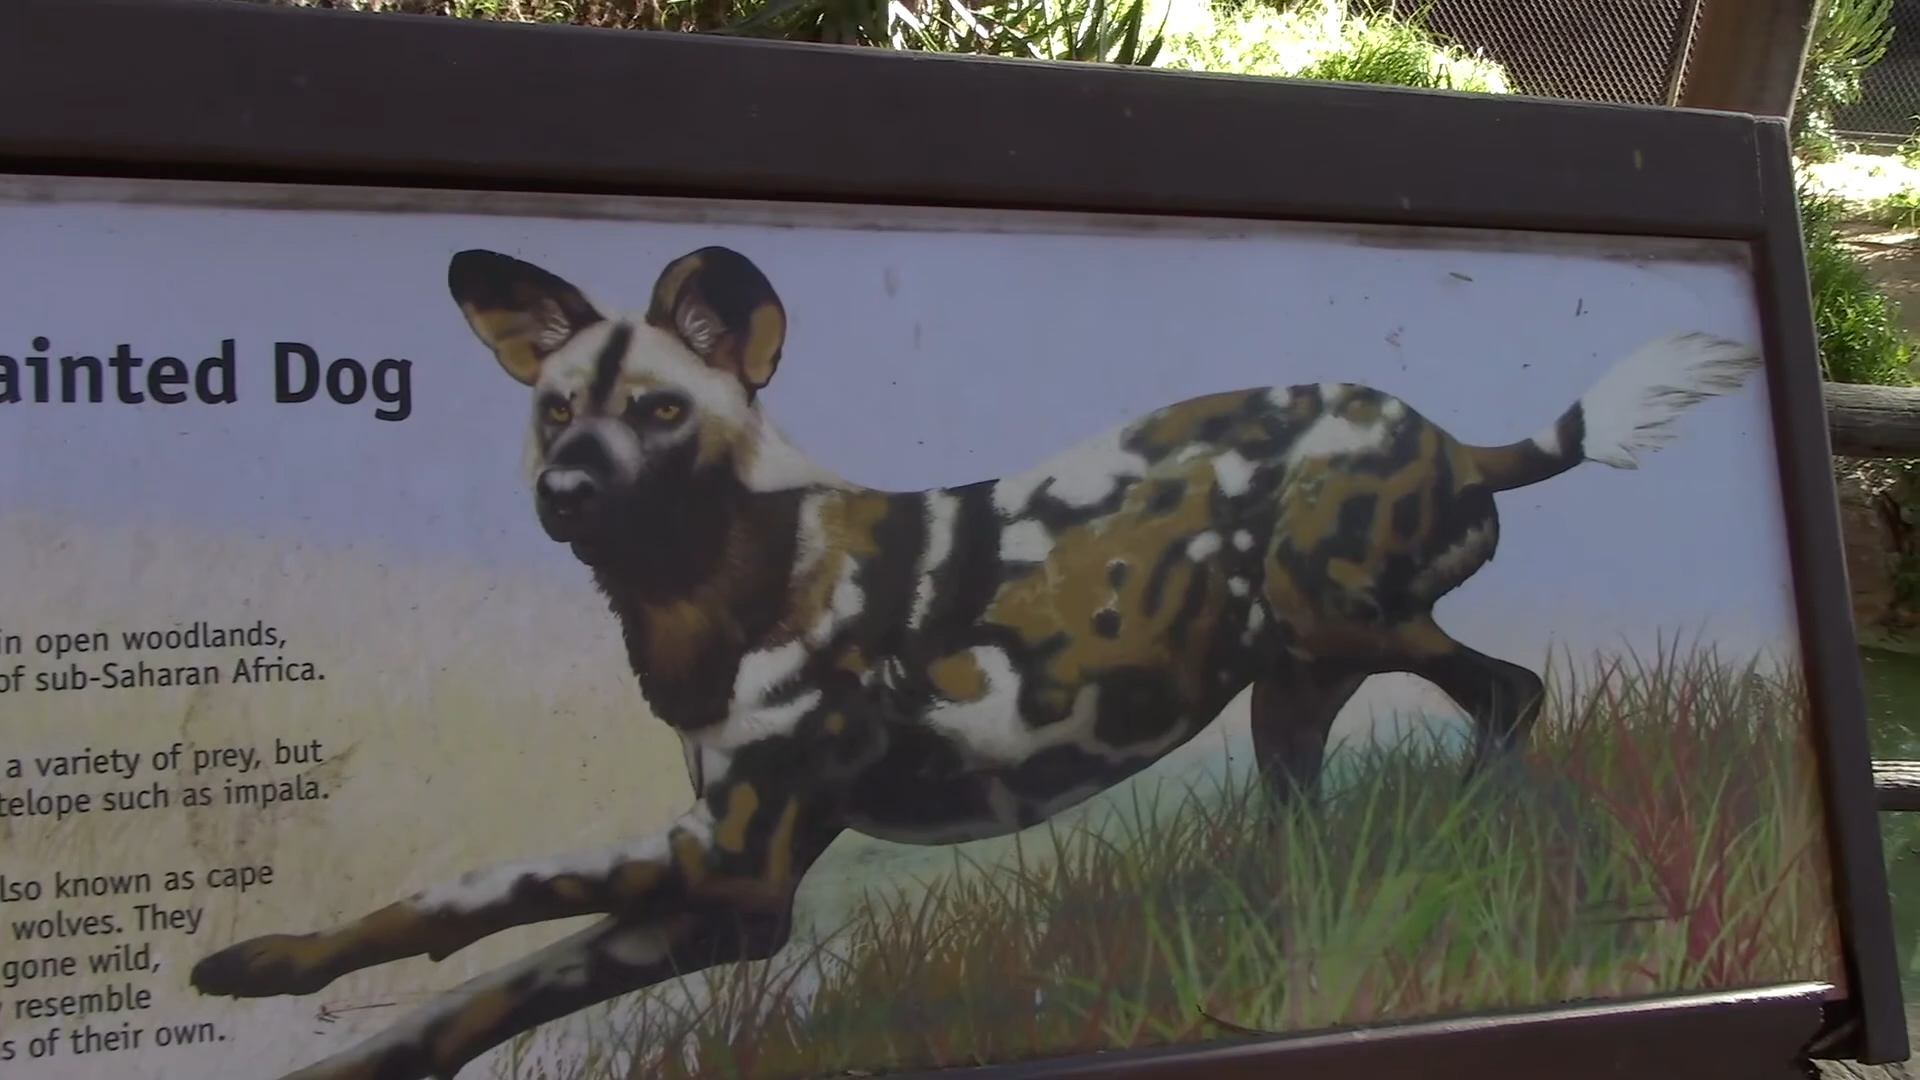 ainted Dog
in open woodlands,
of sub-Saharan Africa.
a variety of prey, but
telope such as impala.
lso known as cape
wolves. They
gone wild,
resemble
s of their own.